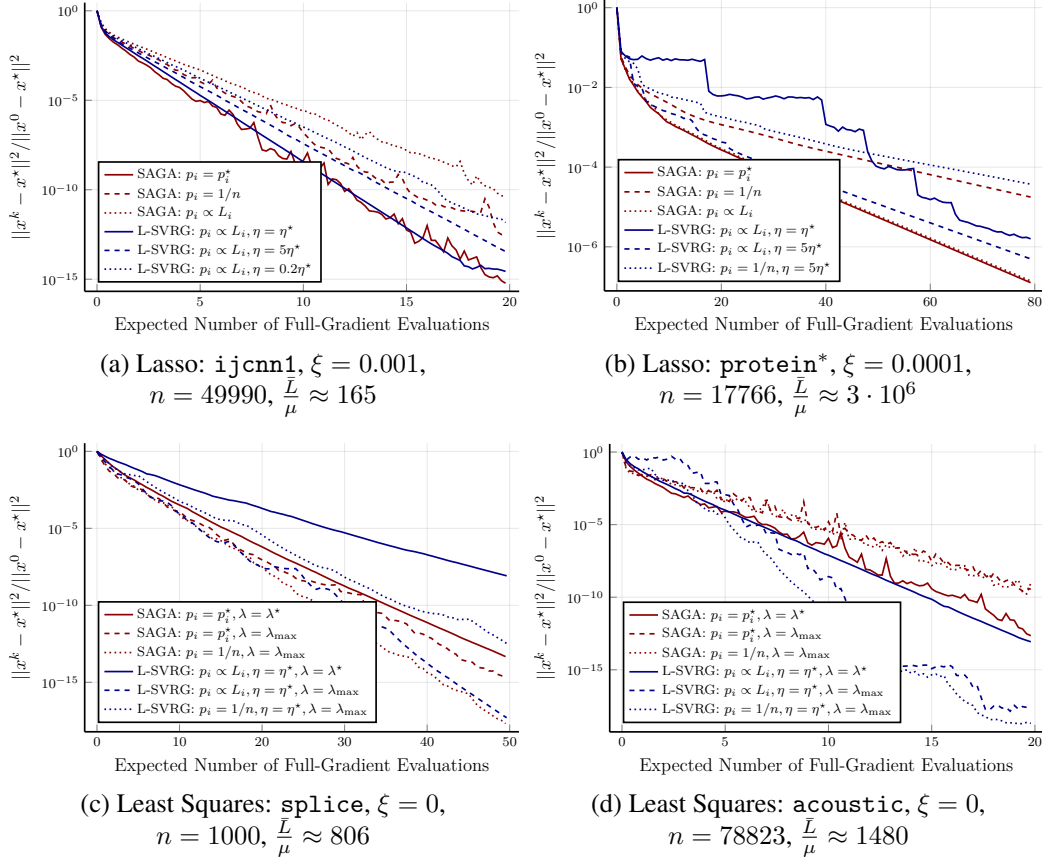 ||x^k − x^⋆||^2/||x^0 − x^⋆||^2
10^0
10^−5
10^−10
10^−15
SAGA: p_i = p_i^⋆
SAGA: p_i = 1/n
SAGA: p_i ∝ L_i
L-SVRG: p_i ∝ L_i, η = η^⋆
L-SVRG: p_i ∝ L_i, η = 5η^⋆
L-SVRG: p_i ∝ L_i, η = 0.2η^⋆
0 5 10 15 20
Expected Number of Full-Gradient Evaluations
(a) Lasso: ijcnn1, ξ = 0.001,
n = 49990, L̄/μ ≈ 165
||x^k − x^⋆||^2/||x^0 − x^⋆||^2
10^0
10^−2
10^−4
10^−6
SAGA: p_i = p_i^⋆
SAGA: p_i = 1/n
SAGA: p_i ∝ L_i
L-SVRG: p_i ∝ L_i, η = η^⋆
L-SVRG: p_i ∝ L_i, η = 5η^⋆
L-SVRG: p_i = 1/n, η = 5η^⋆
0 20 40 60 80
Expected Number of Full-Gradient Evaluations
(b) Lasso: protein*, ξ = 0.0001,
n = 17766, L̄/μ ≈ 3 · 10^6
||x^k − x^⋆||^2/||x^0 − x^⋆||^2
10^0
10^−5
10^−10
10^−15
SAGA: p_i = p_i^⋆, λ = λ^⋆
SAGA: p_i = p_i^⋆, λ = λ_max
SAGA: p_i = 1/n, λ = λ_max
L-SVRG: p_i ∝ L_i, η = η^⋆, λ = λ^⋆
L-SVRG: p_i ∝ L_i, η = η^⋆, λ = λ_max
L-SVRG: p_i = 1/n, η = η^⋆, λ = λ_max
0 10 20 30 40 50
Expected Number of Full-Gradient Evaluations
(c) Least Squares: splice, ξ = 0,
n = 1000, L̄/μ ≈ 806
||x^k − x^⋆||^2/||x^0 − x^⋆||^2
10^0
10^−5
10^−10
10^−15
SAGA: p_i = p_i^⋆, λ = λ^⋆
SAGA: p_i = p_i^⋆, λ = λ_max
SAGA: p_i = 1/n, λ = λ_max
L-SVRG: p_i ∝ L_i, η = η^⋆, λ = λ^⋆
L-SVRG: p_i ∝ L_i, η = η^⋆, λ = λ_max
L-SVRG: p_i = 1/n, η = η^⋆, λ = λ_max
0 10 15 20
Expected Number of Full-Gradient Evaluations
(d) Least Squares: acoustic, ξ = 0,
n = 78823, L̄/μ ≈ 1480